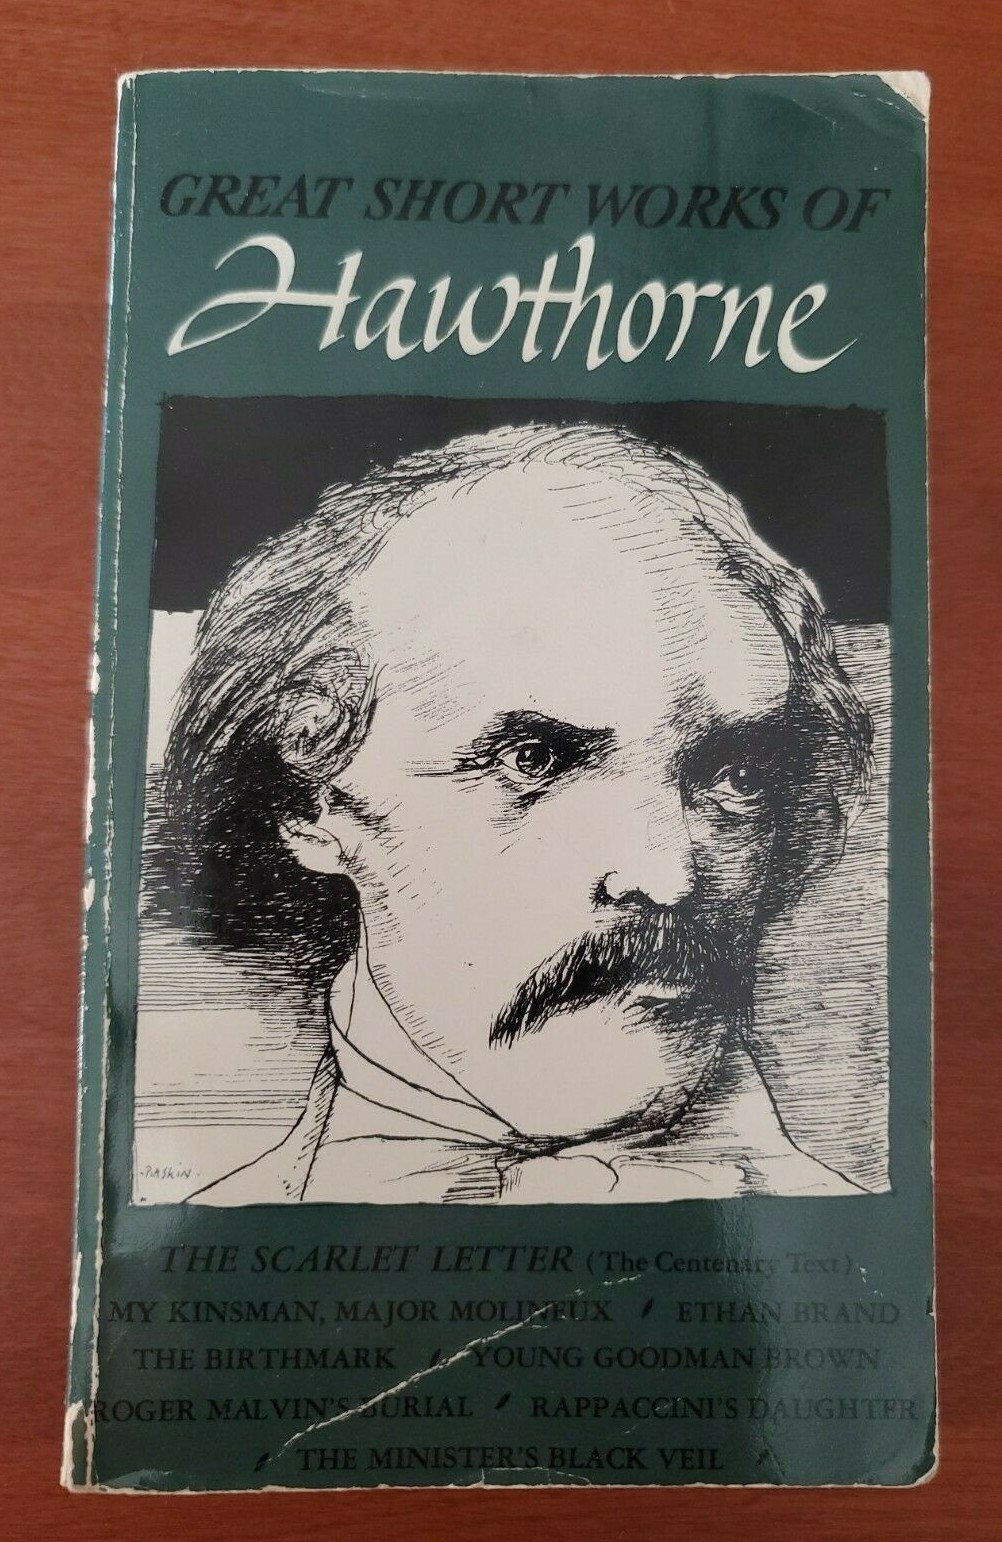 GREAT SHORT WORKS OF
Hawthorne
BASKIN
THE SCARLET LETTER (The Centenary Text)
MY KINSMAN, MAJOR MOLINEUX ETHAN BRAND
THE BIRTHMARK YOUNG GOODMAN BROWN
ROGER MALVIN'S BURIAL RAPPACCINI'S DAUGHTER
THE MINISTER'S BLACK VEIL